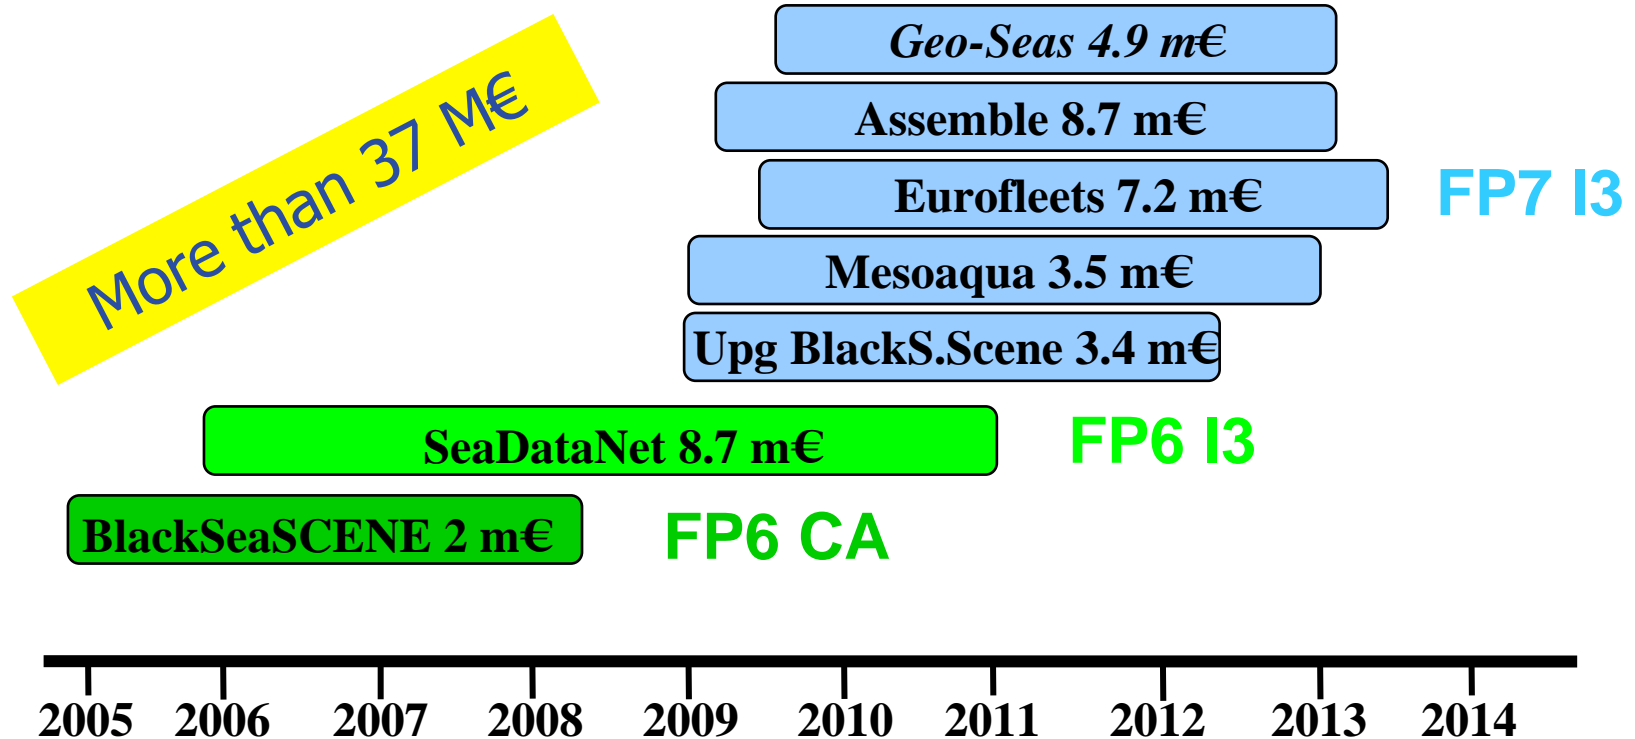 Geo-Seas 4.9 m€
More than 37 M€
Assemble 8.7 m€
Eurofleets 7.2 m€
FP7 I3
Mesoaqua 3.5 m€
Upg BlackS.Scene 3.4 m€
SeaDataNet 8.7 m€
FP6 I3
BlackSeaSCENE 2 m€
FP6 CA
2005 2006 2007 2008 2009 2010 2011 2012 2013 2014